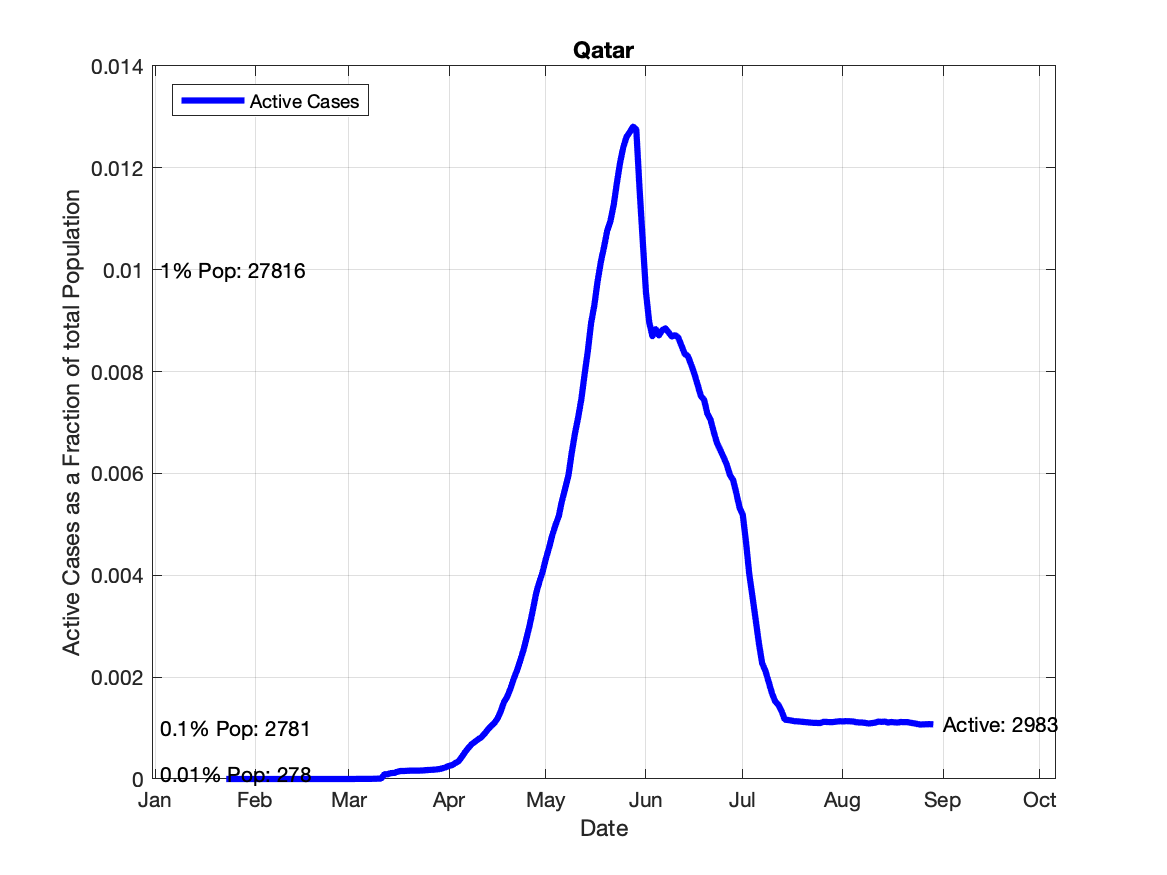 Qatar
0.014
Active Cases
0.012
1% Pop: 27816
0.01
0.008
0.006
0.004
0.002
0.1% Pop: 2781
Active: 2983
0.01% Pop: 278
0
Jan Feb Mar Apr May Jun Jul Aug Sep Oct
Date
Active Cases as a Fraction of total Population